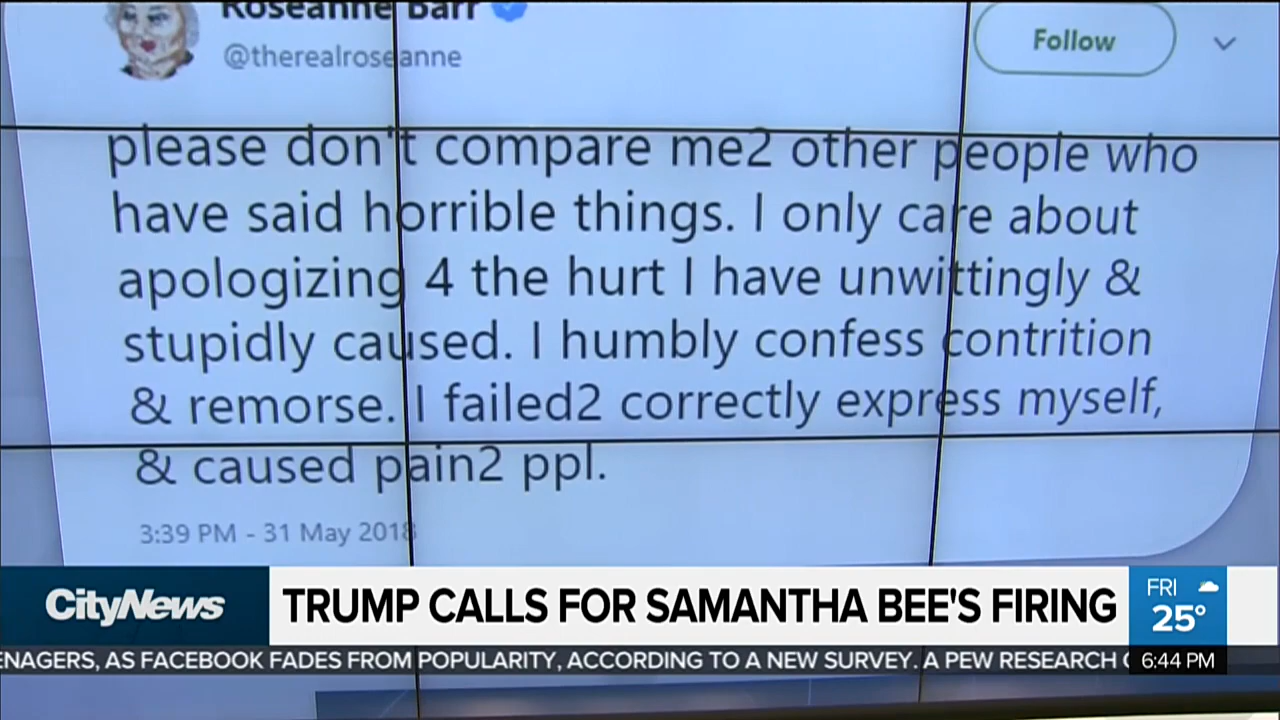 Roseanne Barr
@therealroseanne
Follow
please don't compare me2 other people who
have said horrible things. I only care about
apologizing 4 the hurt I have unwittingly &
stupidly caused. I humbly confess contrition
& remorse. I failed2 correctly express myself,
& caused pain2 ppl.
3:39 PM - 31 May 2018
CityNews
TRUMP CALLS FOR SAMANTHA BEE'S FIRING
FRI
25°
ENAGERS, AS FACEBOOK FADES FROM POPULARITY, ACCORDING TO A NEW SURVEY. A PEW RESEARCH
6:44 PM